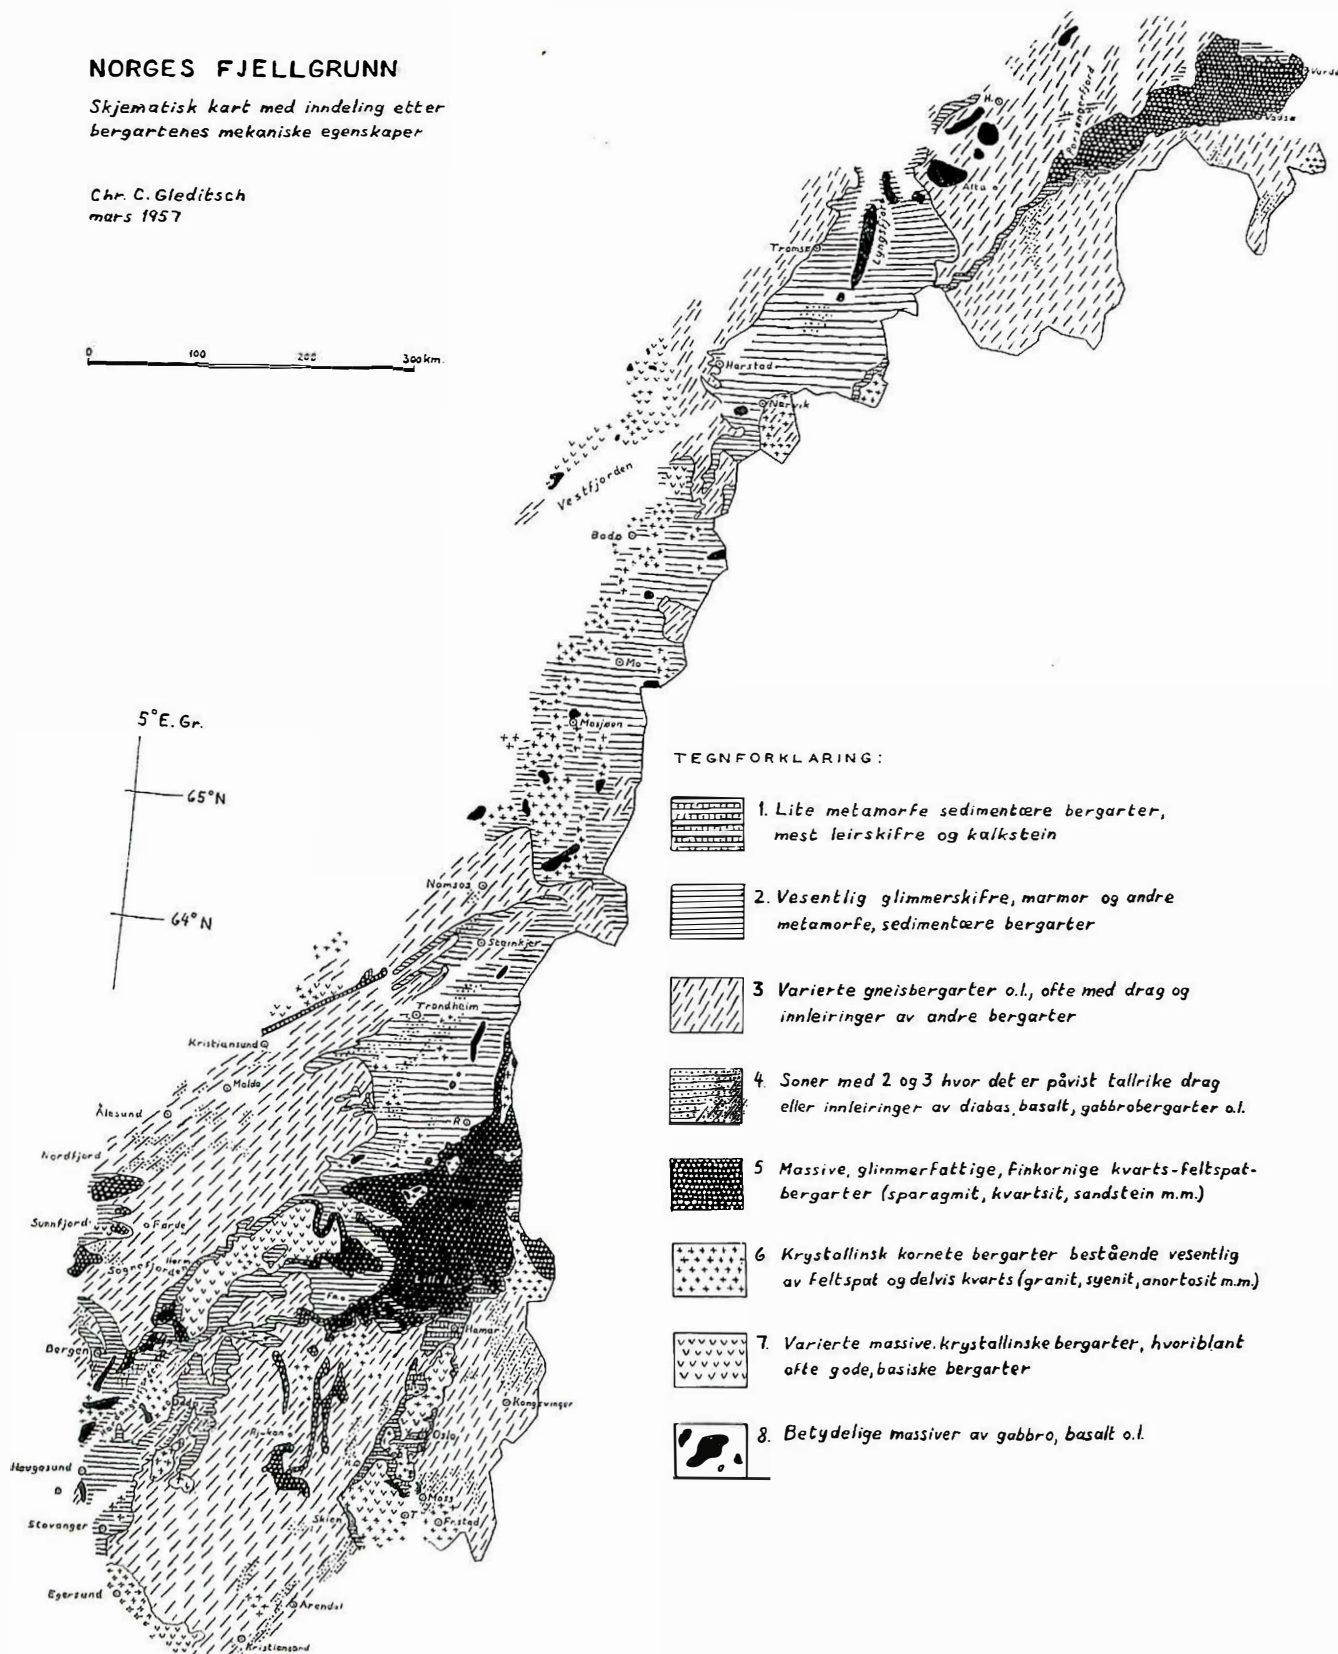 NORGES FJELLGRUNN
Skjematisk kart med inndeling etter
bergartenes mekaniske egenskaper
Chr. C. Gleditsch
mars 1957
0 100 200 300 km.
Vardø
Vadsø
Porsangerfjord
H.
Alta
Lyngsfjord
Tromsø
Harstad
Narvik
Vestfjorden
Bodø
Mo
Mosjøen
5° E. Gr.
65° N
64° N
Namsos
Steinkjer
Trondheim
Kristiansund
Molde
Ålesund
R
Nordfjord
Sunnfjord
Førde
Sognefjorden
Herm.
Fag.
Lill.
Hamar
Bergen
Kongsvinger
Odda
Rjukan
Oslo
Haugesund
Moss
Skien
T.
Fr.stad
Stavanger
Egersund
Arendal
Kristiansand
TEGNFORKLARING:
1. Lite metamorfe sedimentære bergarter,
mest leirskifre og kalkstein
2. Vesentlig glimmerskifre, marmor og andre
metamorfe, sedimentære bergarter
3 Varierte gneisbergarter o.l., ofte med drag og
innleiringer av andre bergarter
4. Soner med 2 og 3 hvor det er påvist tallrike drag
eller innleiringer av diabas, basalt, gabbrobergarter o.l.
5 Massive, glimmerfattige, finkornige kvarts-feltspat-
bergarter (sparagmit, kvartsit, sandstein m.m.)
6 Krystallinsk kornete bergarter bestående vesentlig
av feltspat og delvis kvarts (granit, syenit, anortosit m.m.)
7. Varierte massive, krystallinske bergarter, hvoriblant
ofte gode, basiske bergarter
8. Betydelige massiver av gabbro, basalt o.l.